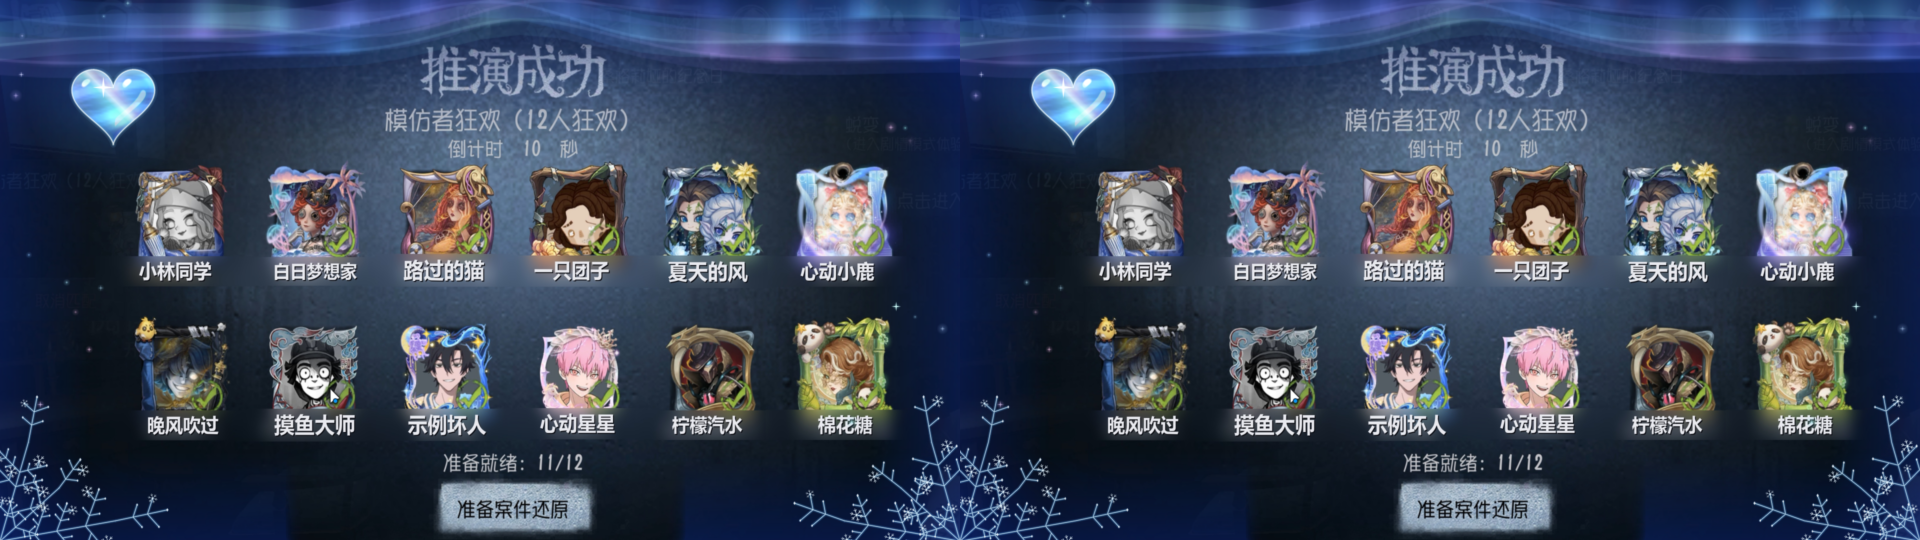 推演成功
模仿者狂欢（12人狂欢）
倒计时 10 秒
小林同学 白日梦想家 路过的猫 一只团子 夏天的风 心动小鹿
晚风吹过 摸鱼大师 示例坏人 心动星星 柠檬汽水 棉花糖
准备就绪：11/12
准备案件还原
推演成功
模仿者狂欢（12人狂欢）
倒计时 10 秒
小林同学 白日梦想家 路过的猫 一只团子 夏天的风 心动小鹿
晚风吹过 摸鱼大师 示例坏人 心动星星 柠檬汽水 棉花糖
准备就绪：11/12
准备案件还原